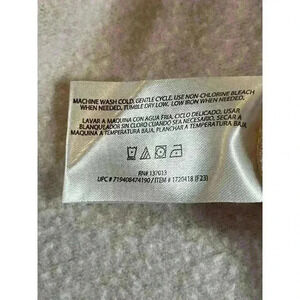 MACHINE WASH COLD, GENTLE CYCLE, USE NON-CHLORINE BLEACH
WHEN NEEDED, TUMBLE DRY LOW, LOW IRON WHEN NEEDED.
LAVAR A MAQUINA CON AGUA FRIA, CICLO DELICADO, USAR
BLANQUEADOR SIN CLORO CUANDO SEA NECESARIO, SECAR A
MAQUINA A TEMPERATURA BAJA, PLANCHAR A TEMPERATURA
BAJA.
RN# 137013
UPC # 719408474190 / ITEM # 1720418 (F23)